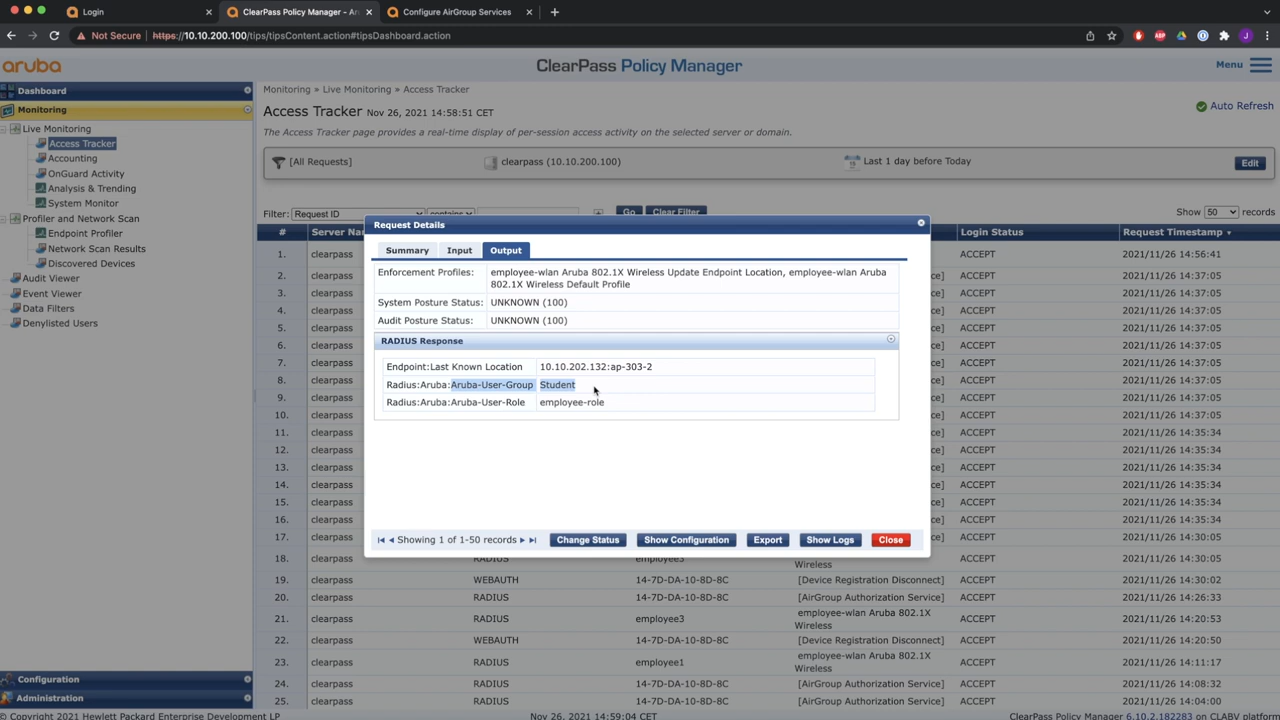 Login
ClearPass Policy Manager - Ar
Configure AirGroup Services
Not Secure https://10.10.200.100/tips/tipsContent.action#tipsDashboard.action
ABP
J
aruba
ClearPass Policy Manager
Menu
Dashboard
Monitoring
Live Monitoring
Access Tracker
Accounting
OnGuard Activity
Analysis & Trending
System Monitor
Profiler and Network Scan
Endpoint Profiler
Network Scan Results
Discovered Devices
Audit Viewer
Event Viewer
Data Filters
Denylisted Users
Configuration
Administration
Monitoring » Live Monitoring » Access Tracker
Access Tracker Nov 26, 2021 14:58:51 CET
Auto Refresh
The Access Tracker page provides a real-time display of per-session access activity on the selected server or domain.
[All Requests] clearpass (10.10.200.100) Last 1 day before Today Edit
Filter: Request ID contains Go Clear Filter Show 50 records
# Server Nar Login Status Request Timestamp
1. clearpass ACCEPT 2021/11/26 14:56:41
2. clearpass ce] ACCEPT 2021/11/26 14:37:05
3. clearpass ce] ACCEPT 2021/11/26 14:37:05
4. clearpass ce] ACCEPT 2021/11/26 14:37:05
5. clearpass ce] ACCEPT 2021/11/26 14:37:05
6. clearpass ce] ACCEPT 2021/11/26 14:37:05
7. clearpass ce] ACCEPT 2021/11/26 14:37:05
8. clearpass ce] ACCEPT 2021/11/26 14:37:05
9. clearpass ce] ACCEPT 2021/11/26 14:37:05
10. clearpass ce] ACCEPT 2021/11/26 14:37:05
11. clearpass ce] ACCEPT 2021/11/26 14:35:34
12. clearpass ce] ACCEPT 2021/11/26 14:35:34
13. clearpass ce] ACCEPT 2021/11/26 14:35:34
14. clearpass ce] ACCEPT 2021/11/26 14:35:34
15. clearpass ce] ACCEPT 2021/11/26 14:35:34
16. clearpass ce] ACCEPT 2021/11/26 14:35:34
17. clearpass ce] ACCEPT 2021/11/26 14:35:34
18. clearpass RADIUS employee3 Wireless ACCEPT 2021/11/26 14:30:06
19. clearpass WEBAUTH 14-7D-DA-10-8D-8C [Device Registration Disconnect] ACCEPT 2021/11/26 14:30:02
20. clearpass RADIUS 14-7D-DA-10-8D-8C [AirGroup Authorization Service] ACCEPT 2021/11/26 14:26:33
21. clearpass RADIUS employee3 employee-wlan Aruba 802.1X Wireless ACCEPT 2021/11/26 14:20:53
22. clearpass WEBAUTH 14-7D-DA-10-8D-8C [Device Registration Disconnect] ACCEPT 2021/11/26 14:20:50
23. clearpass RADIUS employee1 employee-wlan Aruba 802.1X Wireless ACCEPT 2021/11/26 14:11:17
24. clearpass RADIUS 14-7D-DA-10-8D-8C [AirGroup Authorization Service] ACCEPT 2021/11/26 14:08:32
25. clearpass RADIUS 14-7D-DA-10-8D-8C [AirGroup Authorization Service] ACCEPT 2021/11/26 14:04:00
Request Details
Summary Input Output
Enforcement Profiles: employee-wlan Aruba 802.1X Wireless Update Endpoint Location, employee-wlan Aruba
802.1X Wireless Default Profile
System Posture Status: UNKNOWN (100)
Audit Posture Status: UNKNOWN (100)
RADIUS Response
Endpoint:Last Known Location 10.10.202.132:ap-303-2
Radius:Aruba:Aruba-User-Group Student
Radius:Aruba:Aruba-User-Role employee-role
Showing 1 of 1-50 records Change Status Show Configuration Export Show Logs Close
© Copyright 2021 Hewlett Packard Enterprise Development LP Nov 26, 2021 14:59:04 CET ClearPass Policy Manager 6.10.2.182283 on CLABV platform